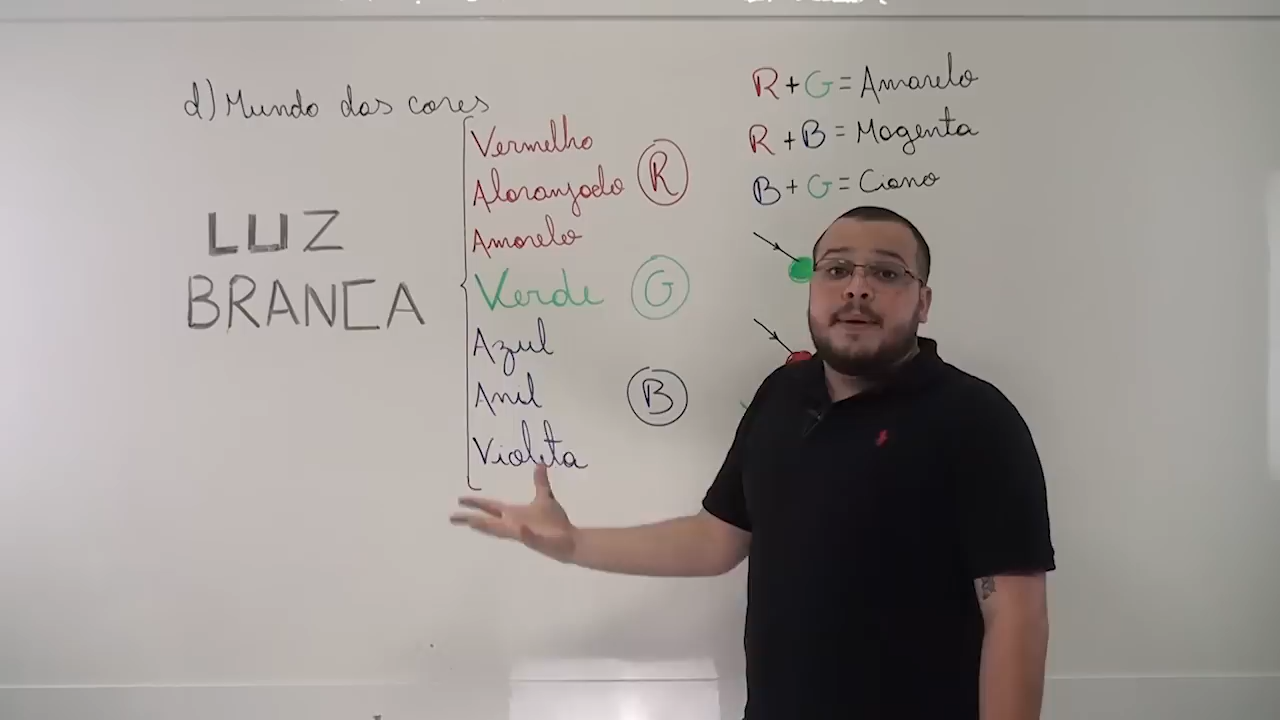 d) Mundo das cores
LUZ
BRANCA
Vermelho
Alaranjado
Amarelo
Verde
Azul
Anil
Violeta
R
G
B
R + G = Amarelo
R + B = Magenta
B + G = Ciano